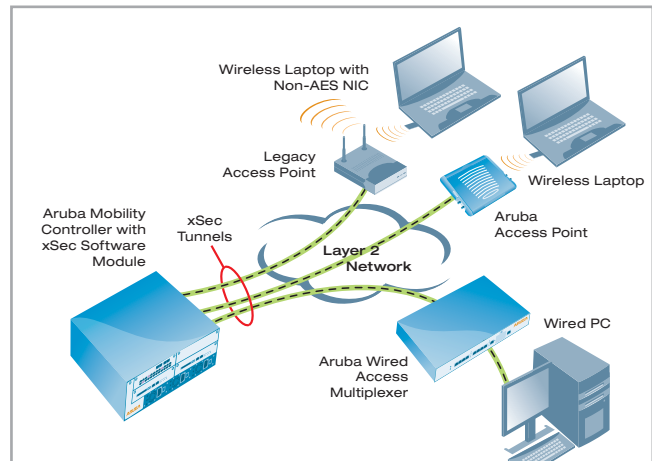 Wireless Laptop with
Non-AES NIC
Legacy
Access Point
Wireless Laptop
Aruba Mobility
Controller with
xSec Software
Module
xSec
Tunnels
Aruba
Access Point
Layer 2
Network
Wired PC
Aruba Wired
Access
Multiplexer